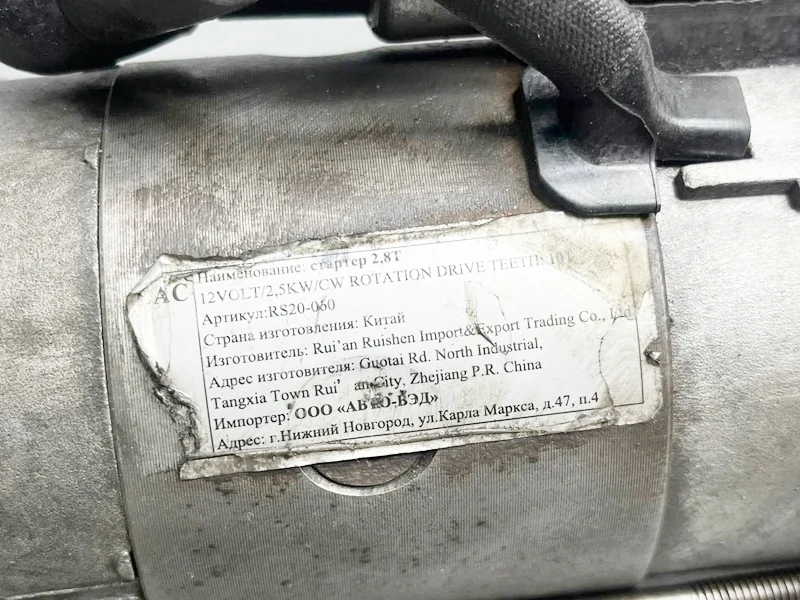 АС
Наименование: стартер 2,8Т
12VOLT/2,5KW/CW ROTATION DRIVE TEETH: 10
Артикул:RS20-060
Страна изготовления: Китай
Изготовитель: Rui'an Ruishen Import&Export Trading Co., Ltd
Адрес изготовителя: Guotai Rd. North Industrial,
Tangxia Town Rui' an City, Zhejiang P.R. China
Импортер: ООО «АВТО-ВЭД»
Адрес: г.Нижний Новгород, ул.Карла Маркса, д.47, п.4